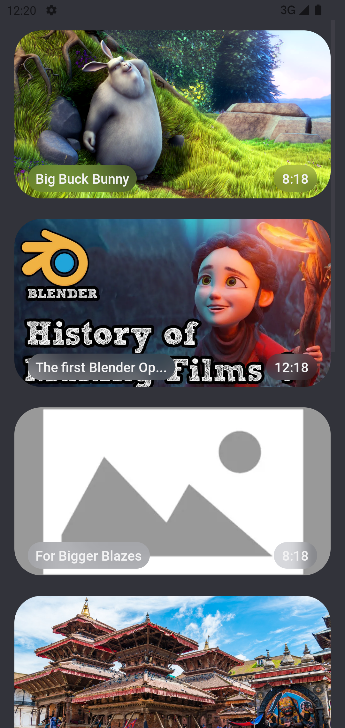 12:20
3G
Big Buck Bunny
8:18
BLENDER
History of
Films
The first Blender Op...
12:18
For Bigger Blazes
8:18